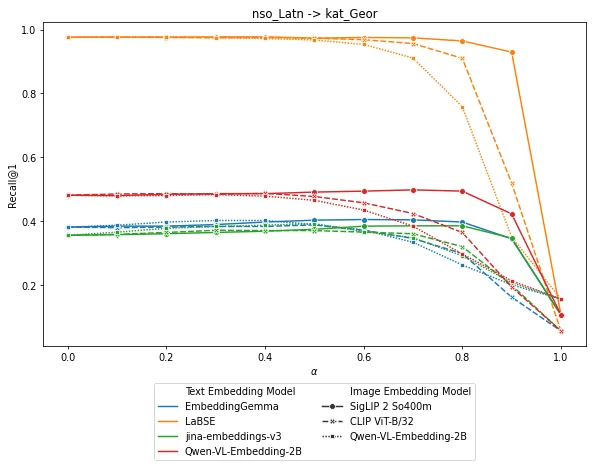 nso_Latn -> kat_Geor
1.0
0.8
0.6
0.4
0.2
Recall@1
0.0 0.2 0.4 0.6 0.8 1.0
α
Text Embedding Model Image Embedding Model
EmbeddingGemma SigLIP 2 So400m
LaBSE CLIP ViT-B/32
jina-embeddings-v3 Qwen-VL-Embedding-2B
Qwen-VL-Embedding-2B